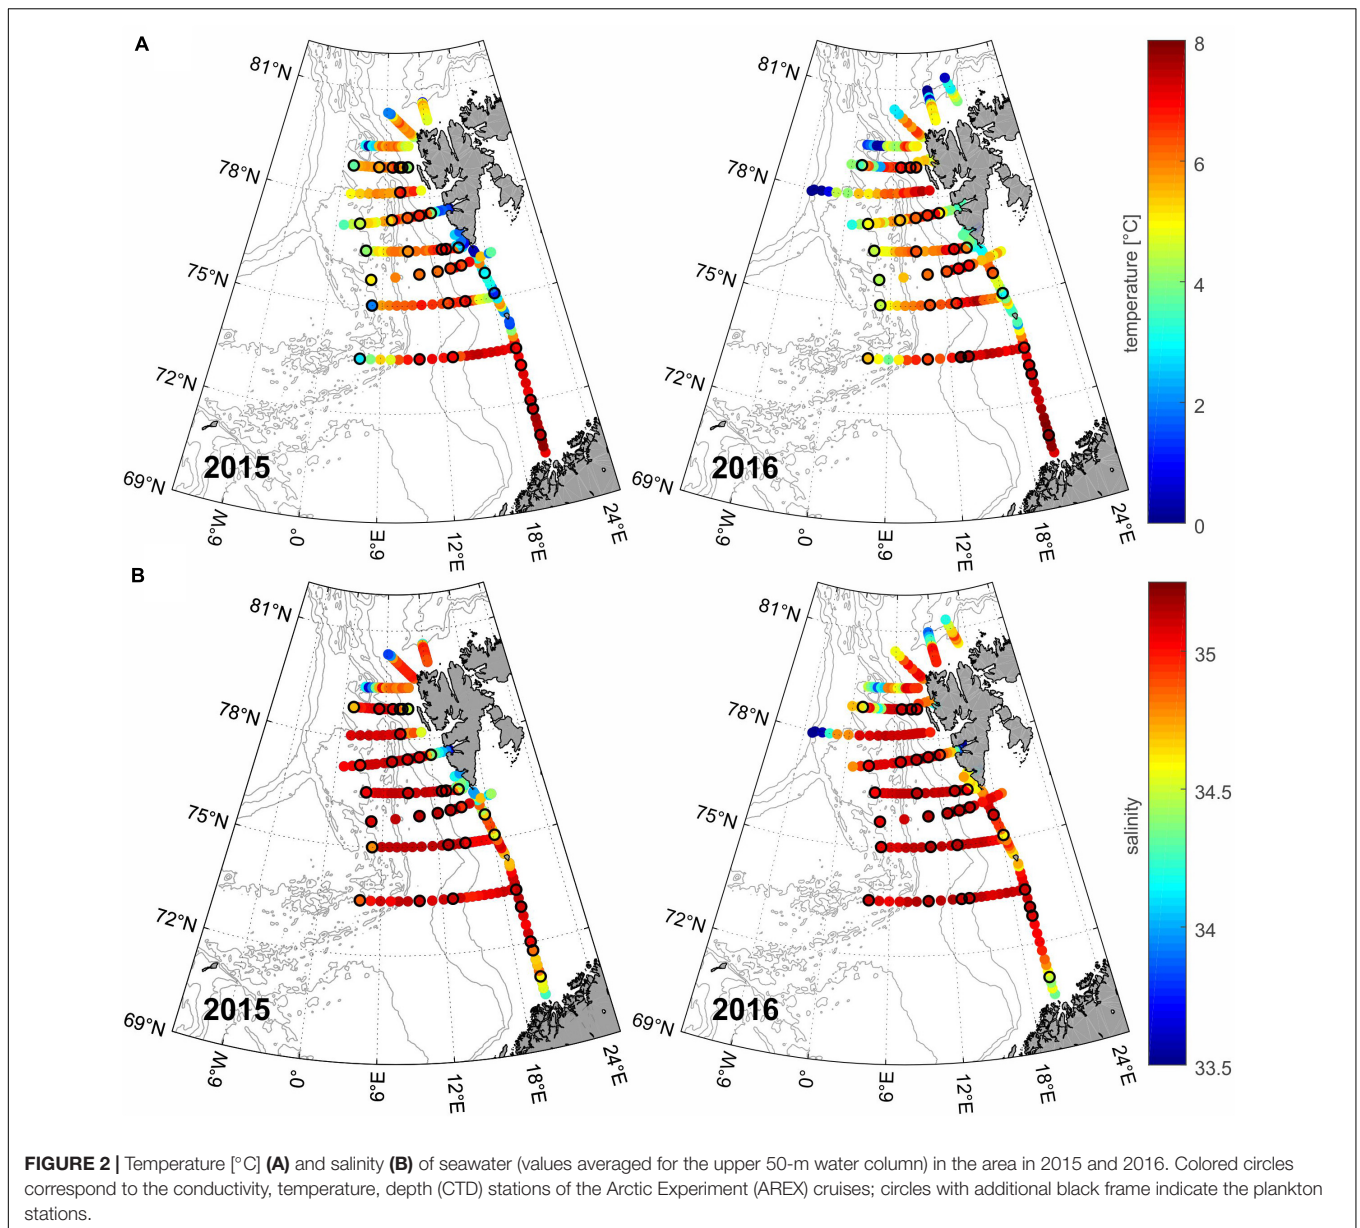 A
81°N
78°N
75°N
72°N
69°N
6°W
0°
6°E
12°E
18°E
24°E
2015
81°N
78°N
75°N
72°N
69°N
6°W
0°
6°E
12°E
18°E
24°E
2016
8
6
4
2
0
temperature [°C]
B
81°N
78°N
75°N
72°N
69°N
6°W
0°
6°E
12°E
18°E
24°E
2015
81°N
78°N
75°N
72°N
69°N
6°W
0°
6°E
12°E
18°E
24°E
2016
35
34.5
34
33.5
salinity
FIGURE 2 | Temperature [°C] (A) and salinity (B) of seawater (values averaged for the upper 50-m water column) in the area in 2015 and 2016. Colored circles
correspond to the conductivity, temperature, depth (CTD) stations of the Arctic Experiment (AREX) cruises; circles with additional black frame indicate the plankton
stations.